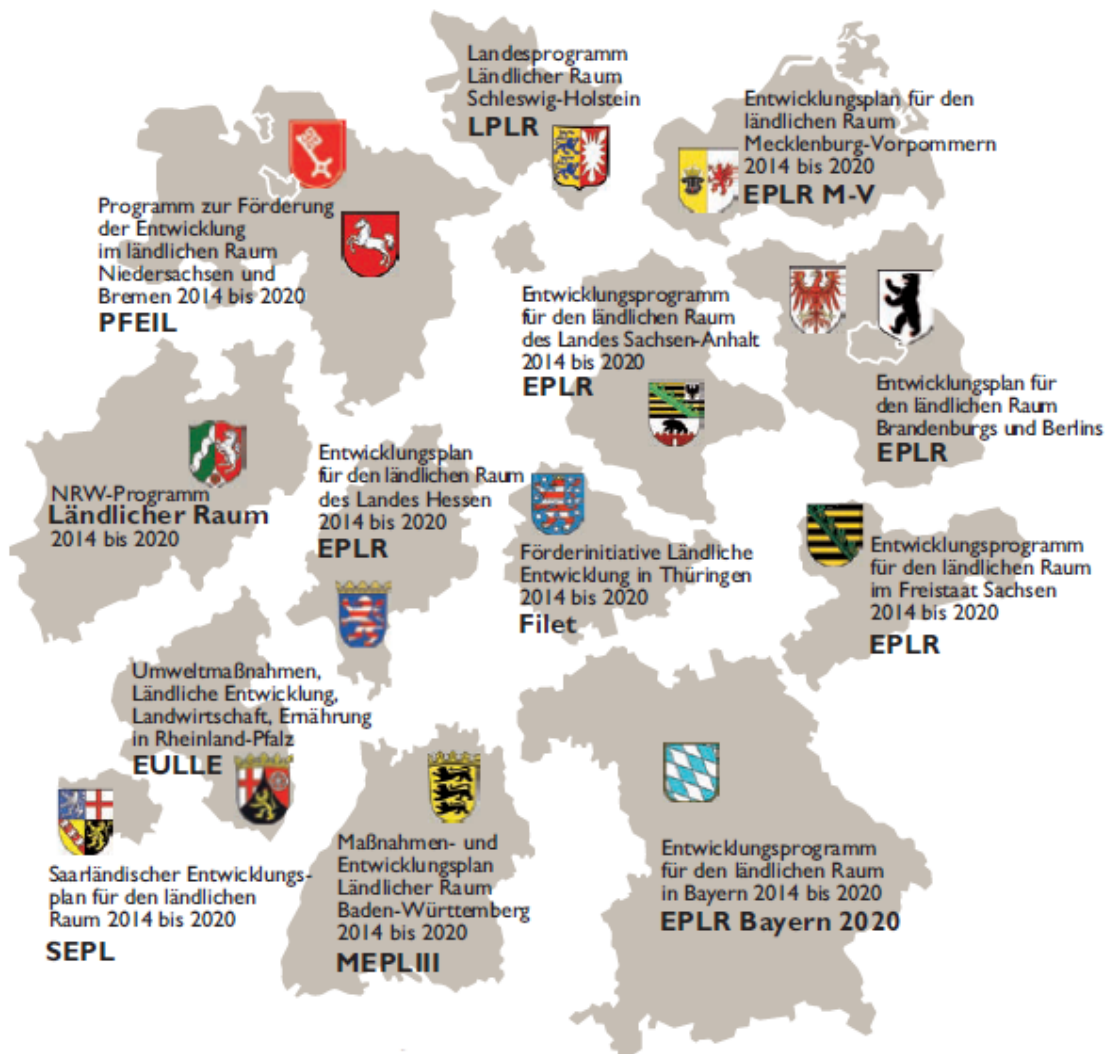 Landesprogramm
Ländlicher Raum
Schleswig-Holstein
LPLR
Entwicklungsplan für den
ländlichen Raum
Mecklenburg-Vorpommern
2014 bis 2020
EPLR M-V
Programm zur Förderung
der Entwicklung
im ländlichen Raum
Niedersachsen und
Bremen 2014 bis 2020
PFEIL
Entwicklungsprogramm
für den ländlichen Raum
des Landes Sachsen-Anhalt
2014 bis 2020
EPLR
Entwicklungsplan für
den ländlichen Raum
Brandenburgs und Berlins
EPLR
NRW-Programm
Ländlicher Raum
2014 bis 2020
Entwicklungsplan
für den ländlichen Raum
des Landes Hessen
2014 bis 2020
EPLR
Förderinitiative Ländliche
Entwicklung in Thüringen
2014 bis 2020
Filet
Entwicklungsprogramm
für den ländlichen Raum
im Freistaat Sachsen
2014 bis 2020
EPLR
Umweltmaßnahmen,
Ländliche Entwicklung,
Landwirtschaft, Ernährung
in Rheinland-Pfalz
EULLE
Saarländischer Entwicklungs-
plan für den ländlichen
Raum 2014 bis 2020
SEPL
Maßnahmen- und
Entwicklungsplan
Ländlicher Raum
Baden-Württemberg
2014 bis 2020
MEPLIII
Entwicklungsprogramm
für den ländlichen Raum
in Bayern 2014 bis 2020
EPLR Bayern 2020